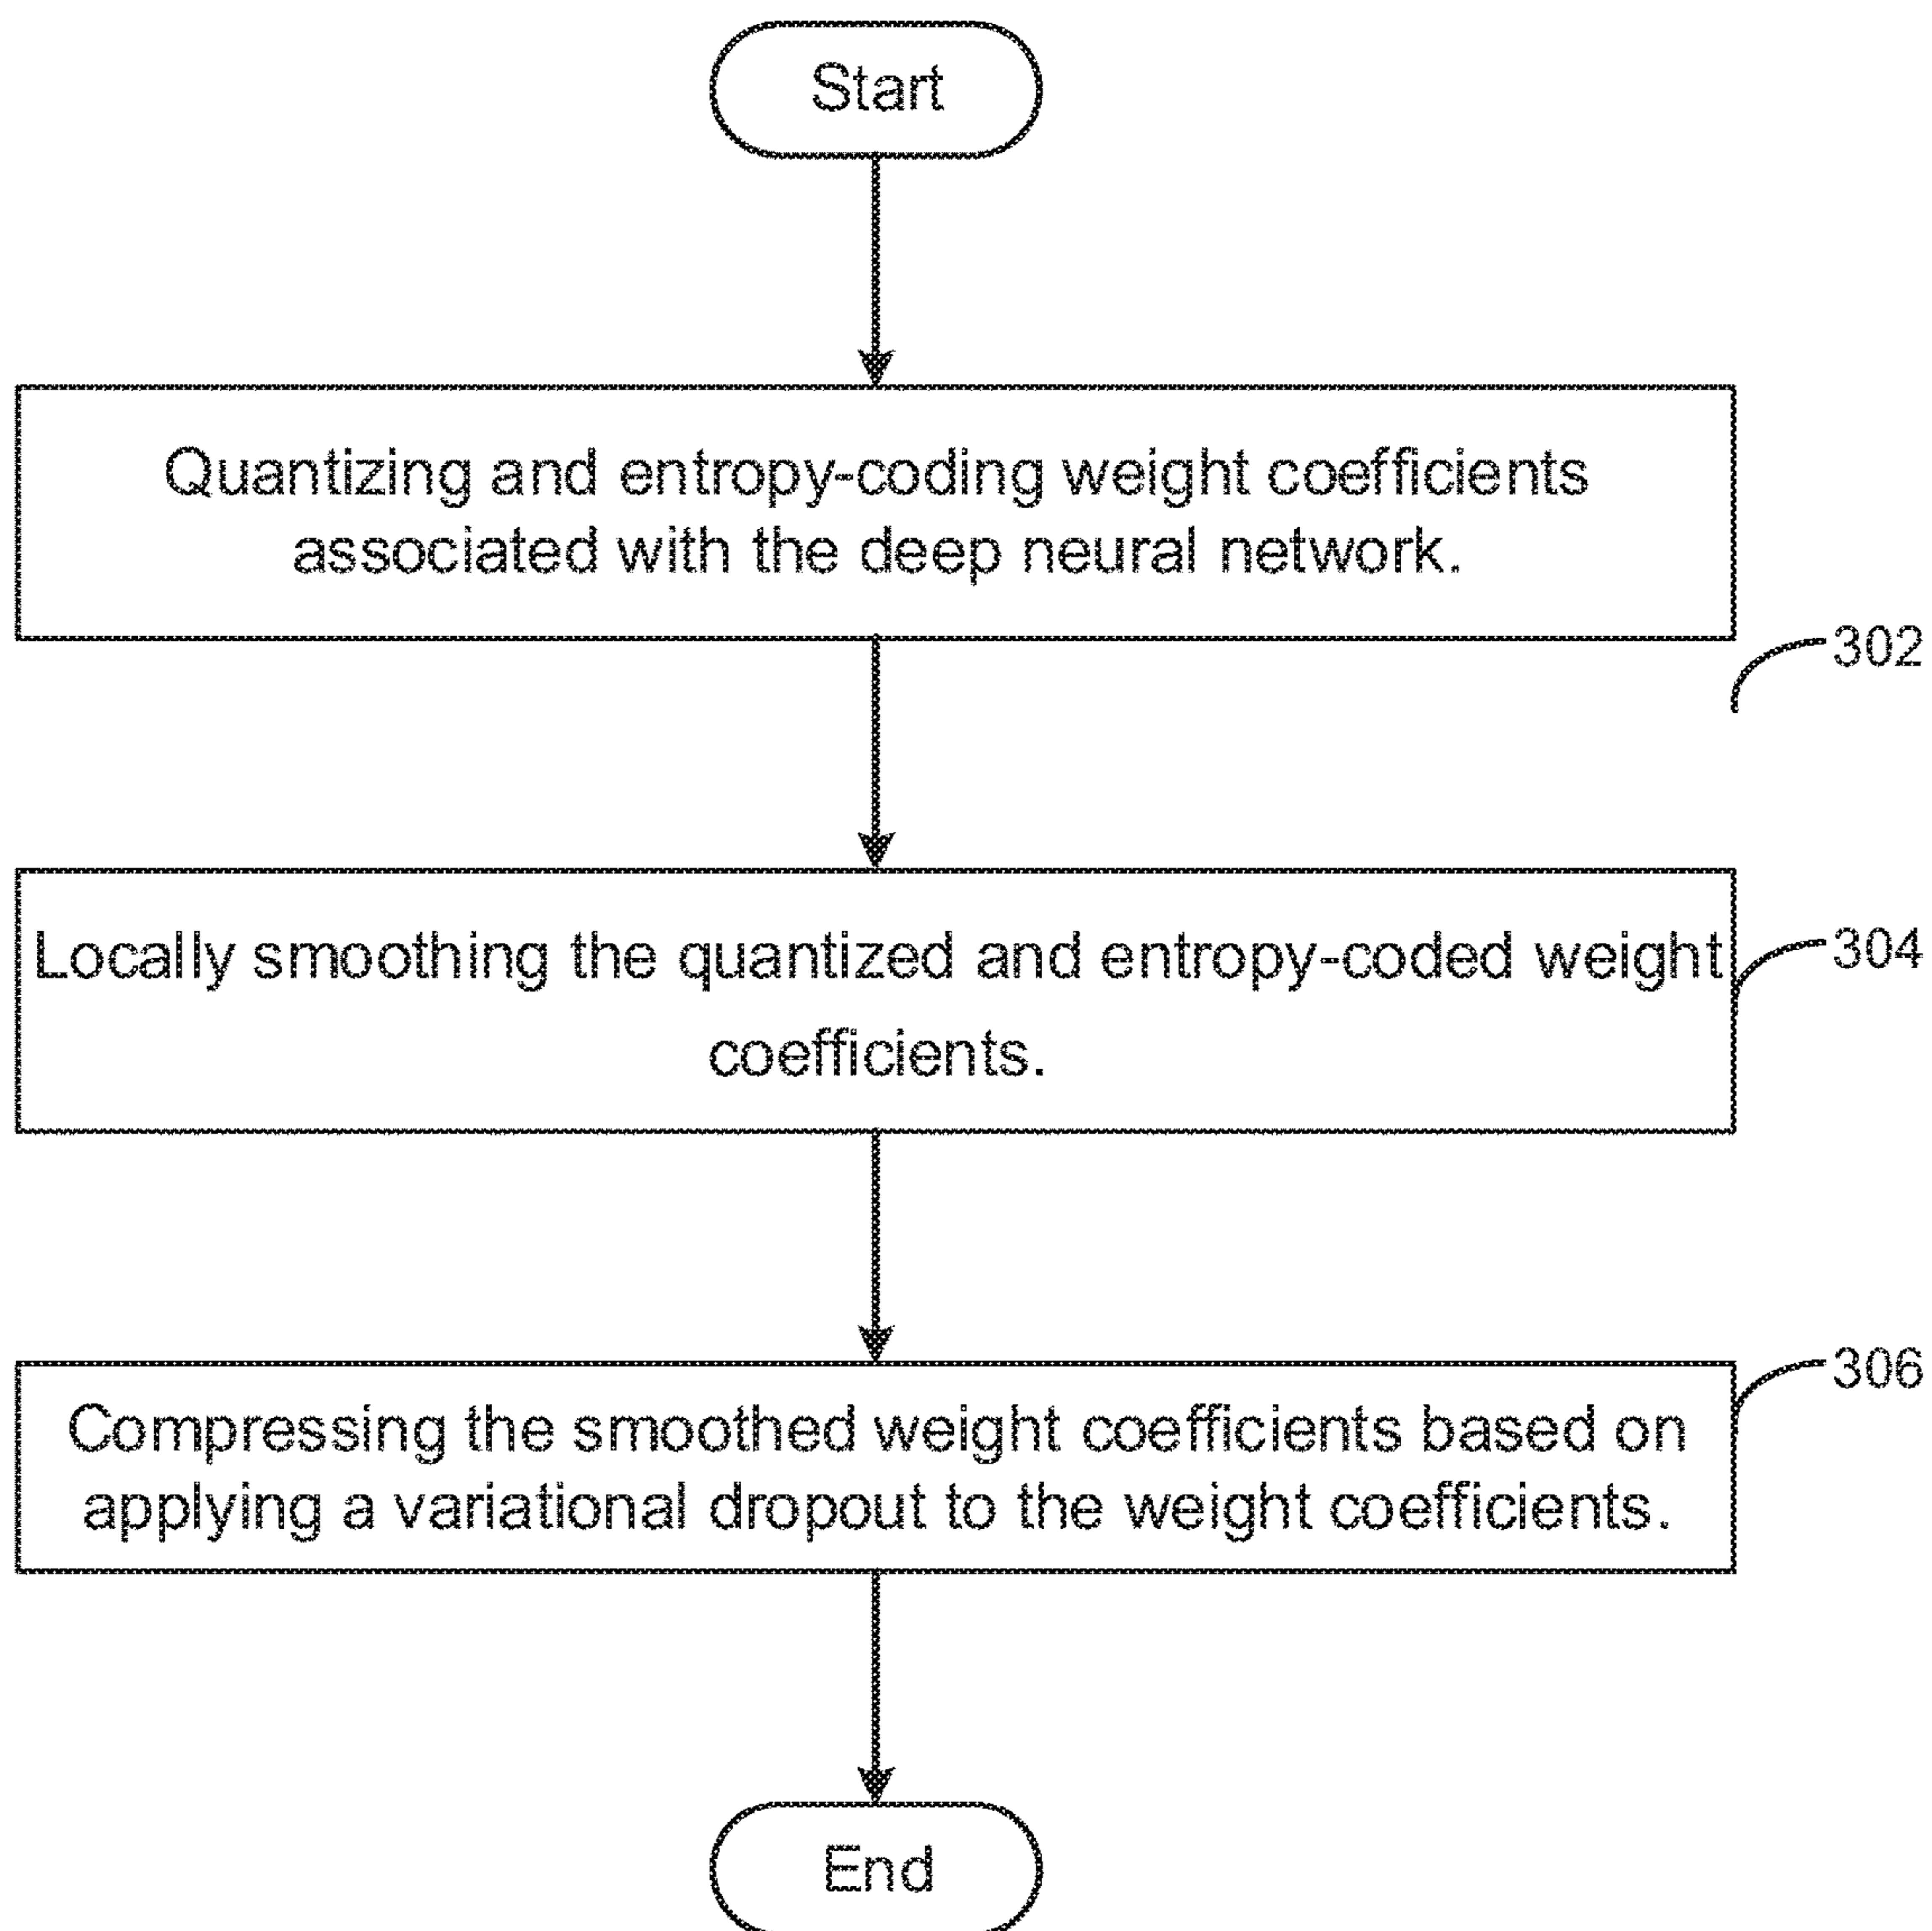 Start
Quantizing and entropy-coding weight coefficients
associated with the deep neural network.
302
Locally smoothing the quantized and entropy-coded weight
304
coefficients.
Compressing the smoothed weight coefficients based on
306
applying a variational dropout to the weight coefficients.
End